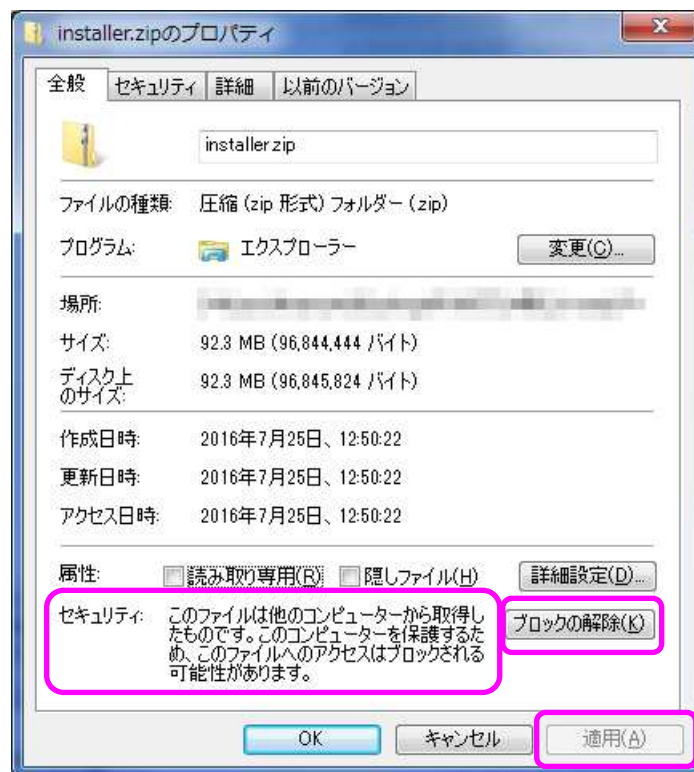 installer.zipのプロパティ
全般 セキュリティ 詳細 以前のバージョン
installer.zip
ファイルの種類: 圧縮 (zip 形式) フォルダー (zip)
プログラム: エクスプローラー 変更(C)...
場所:
サイズ: 92.3 MB (96,844,444 バイト)
ディスク上
のサイズ: 92.3 MB (96,845,824 バイト)
作成日時: 2016年7月25日、12:50:22
更新日時: 2016年7月25日、12:50:22
アクセス日時: 2016年7月25日、12:50:22
属性: 読み取り専用(R) 隠しファイル(H) 詳細設定(D)...
セキュリティ: このファイルは他のコンピューターから取得し
たものです。このコンピューターを保護するた
め、このファイルへのアクセスはブロックされる
可能性があります。
ブロックの解除(K)
OK キャンセル 適用(A)